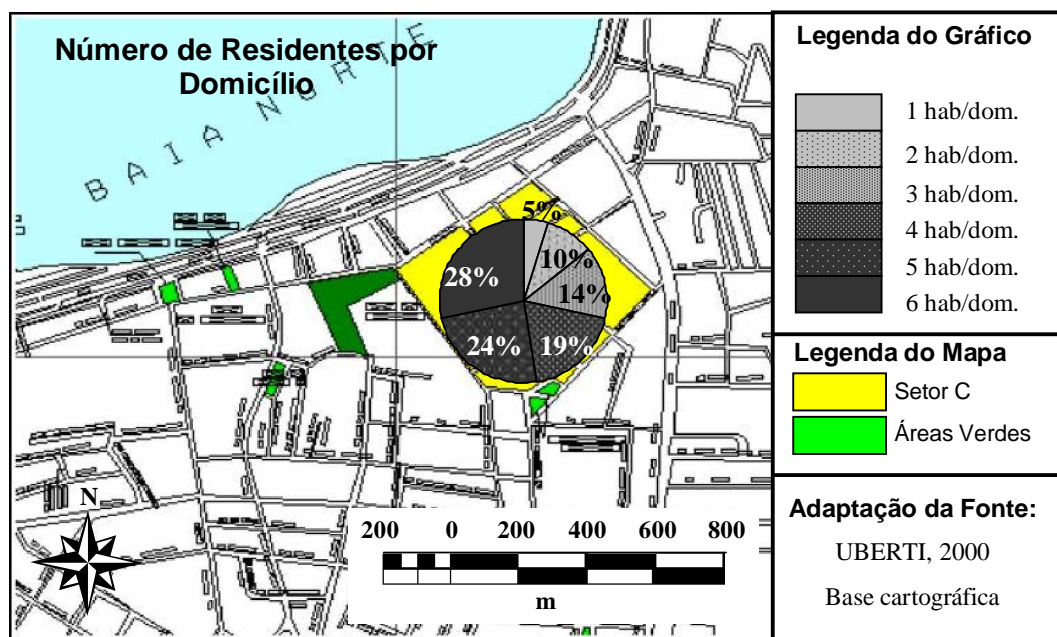 Número de Residentes por
Domicílio
BAIA NORTE
5%
10%
14%
19%
24%
28%
N
200 0 200 400 600 800
m
Legenda do Gráfico
1 hab/dom.
2 hab/dom.
3 hab/dom.
4 hab/dom.
5 hab/dom.
6 hab/dom.
Legenda do Mapa
Setor C
Áreas Verdes
Adaptação da Fonte:
UBERTI, 2000
Base cartográfica